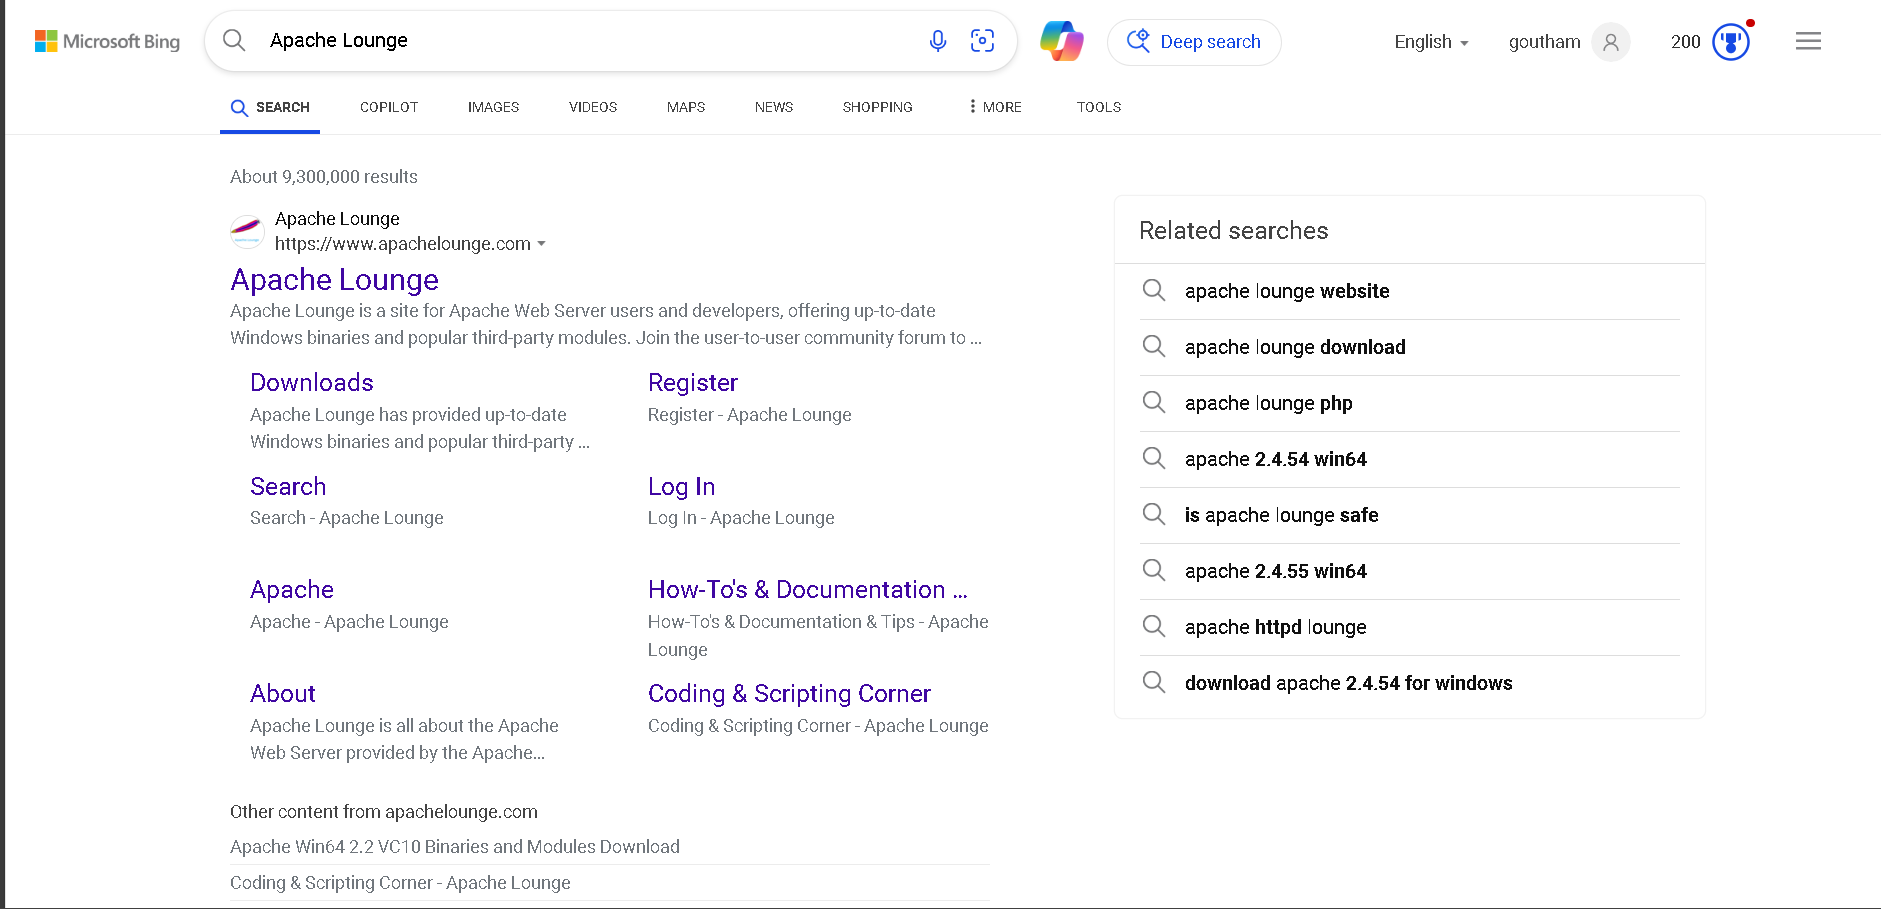 Microsoft Bing
Apache Lounge
Deep search
English
goutham
200
SEARCH
COPILOT
IMAGES
VIDEOS
MAPS
NEWS
SHOPPING
MORE
TOOLS
About 9,300,000 results
Apache Lounge
https://www.apachelounge.com
Apache Lounge
Apache Lounge is a site for Apache Web Server users and developers, offering up-to-date
Windows binaries and popular third-party modules. Join the user-to-user community forum to ...
Downloads
Apache Lounge has provided up-to-date
Windows binaries and popular third-party ...
Register
Register - Apache Lounge
Search
Search - Apache Lounge
Log In
Log In - Apache Lounge
Apache
Apache - Apache Lounge
How-To's & Documentation ...
How-To's & Documentation & Tips - Apache
Lounge
About
Apache Lounge is all about the Apache
Web Server provided by the Apache...
Coding & Scripting Corner
Coding & Scripting Corner - Apache Lounge
Other content from apachelounge.com
Apache Win64 2.2 VC10 Binaries and Modules Download
Coding & Scripting Corner - Apache Lounge
Related searches
apache lounge website
apache lounge download
apache lounge php
apache 2.4.54 win64
is apache lounge safe
apache 2.4.55 win64
apache httpd lounge
download apache 2.4.54 for windows